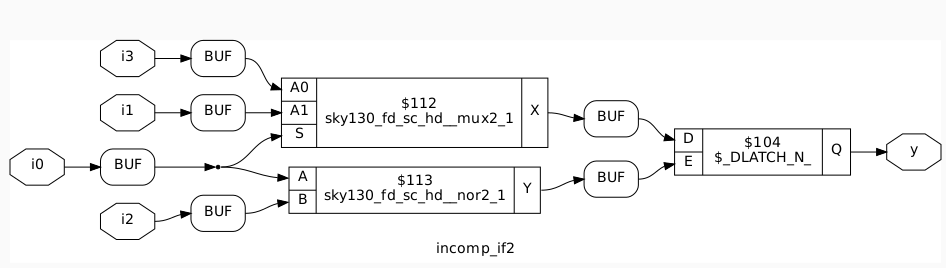 i3
BUF
i1
BUF
i0
BUF
i2
BUF
A0
A1
S
$112
sky130_fd_sc_hd__mux2_1
X
A
B
$113
sky130_fd_sc_hd__nor2_1
Y
BUF
BUF
D
E
$104
$_DLATCH_N_
Q
y
incomp_if2